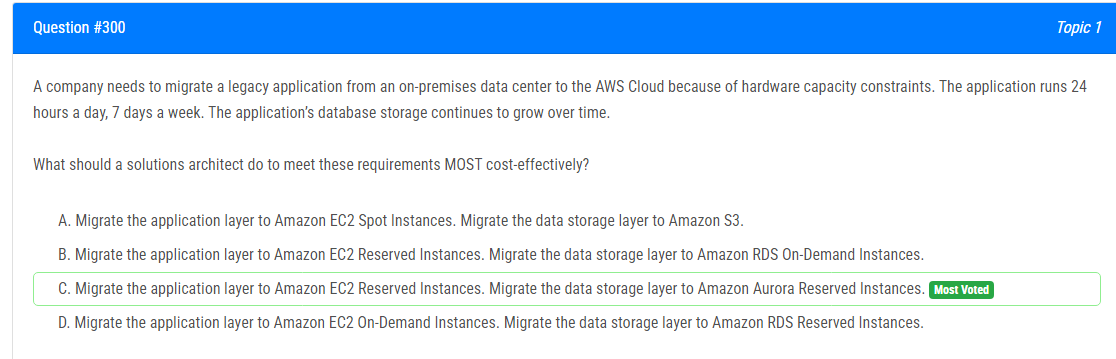 Question #300
Topic 1
A company needs to migrate a legacy application from an on-premises data center to the AWS Cloud because of hardware capacity constraints. The application runs 24
hours a day, 7 days a week. The application’s database storage continues to grow over time.
What should a solutions architect do to meet these requirements MOST cost-effectively?
A. Migrate the application layer to Amazon EC2 Spot Instances. Migrate the data storage layer to Amazon S3.
B. Migrate the application layer to Amazon EC2 Reserved Instances. Migrate the data storage layer to Amazon RDS On-Demand Instances.
C. Migrate the application layer to Amazon EC2 Reserved Instances. Migrate the data storage layer to Amazon Aurora Reserved Instances. Most Voted
D. Migrate the application layer to Amazon EC2 On-Demand Instances. Migrate the data storage layer to Amazon RDS Reserved Instances.